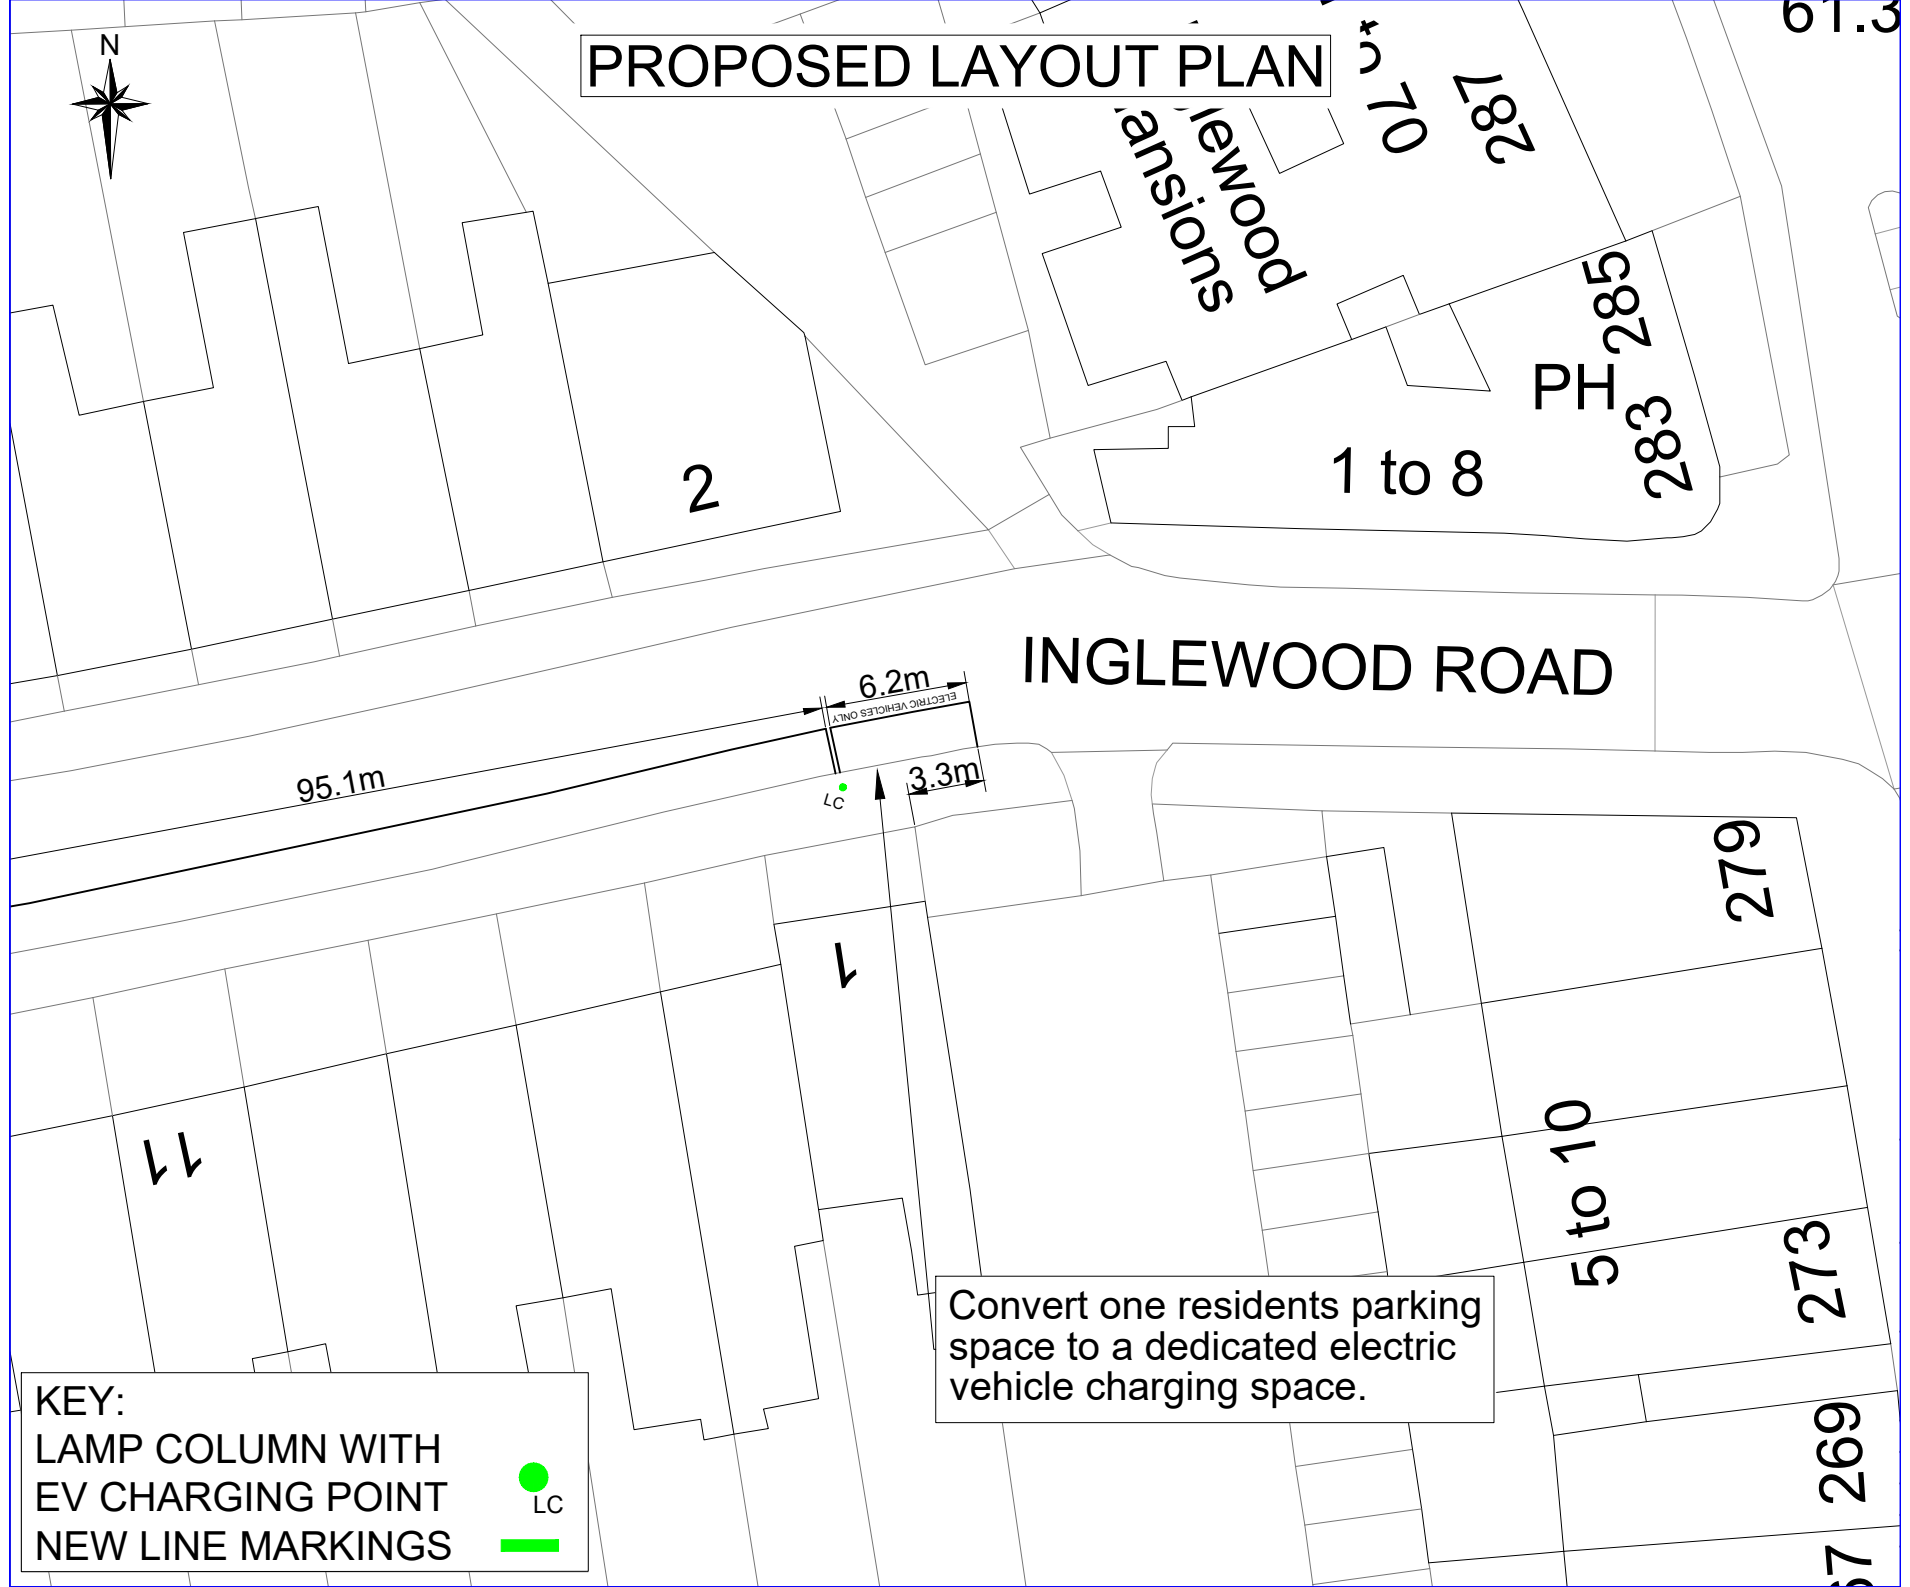 N
PROPOSED LAYOUT PLAN
61.3
70
287
285
PH
283
1 to 8
2
INGLEWOOD ROAD
6.2m
ELECTRIC VEHICLES ONLY
95.1m
3.3m
LC
279
1
11
5 to 10
273
269
Convert one residents parking
space to a dedicated electric
vehicle charging space.
KEY:
LAMP COLUMN WITH
EV CHARGING POINT
LC
NEW LINE MARKINGS